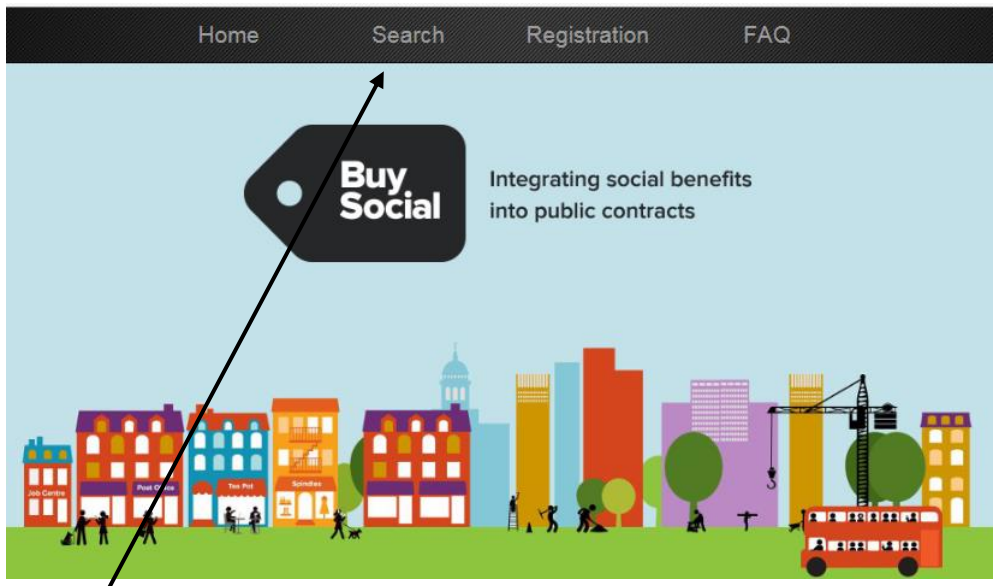 Home Search Registration FAQ
Buy
Social
Integrating social benefits
into public contracts
Job Centre
Post Office
Tea Pot
Spindles